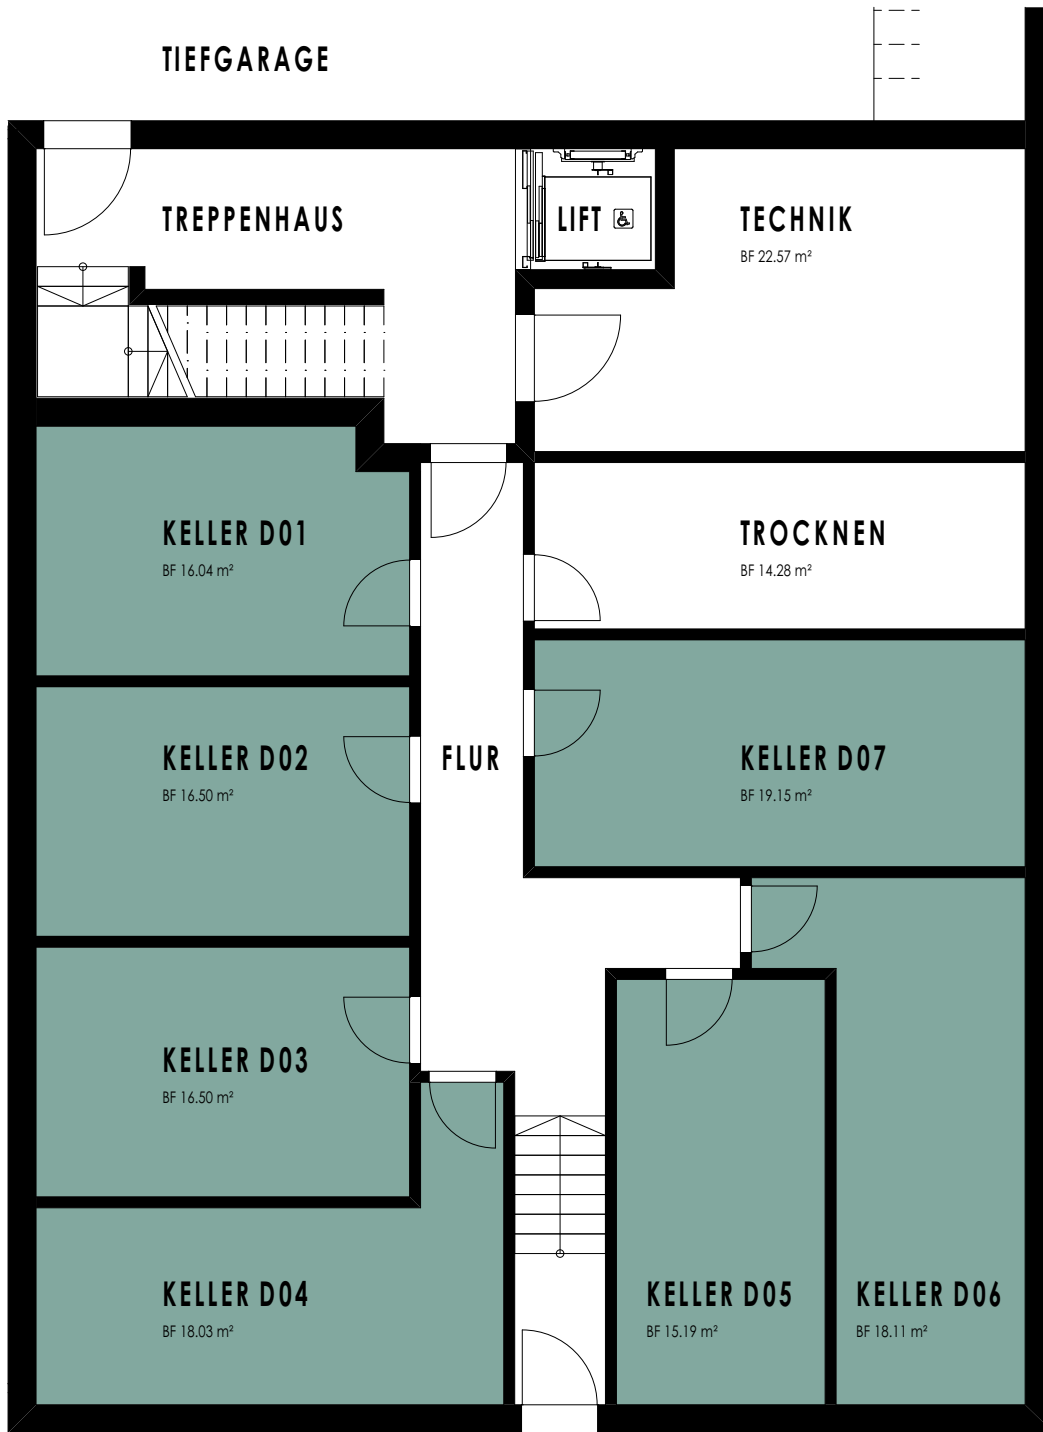 TIEFGARAGE
TREPPENHAUS
LIFT
TECHNIK
BF 22.57 m²
KELLER D01
BF 16.04 m²
TROCKNEN
BF 14.28 m²
KELLER D02
BF 16.50 m²
FLUR
KELLER D07
BF 19.15 m²
KELLER D03
BF 16.50 m²
KELLER D04
BF 18.03 m²
KELLER D05
BF 15.19 m²
KELLER D06
BF 18.11 m²